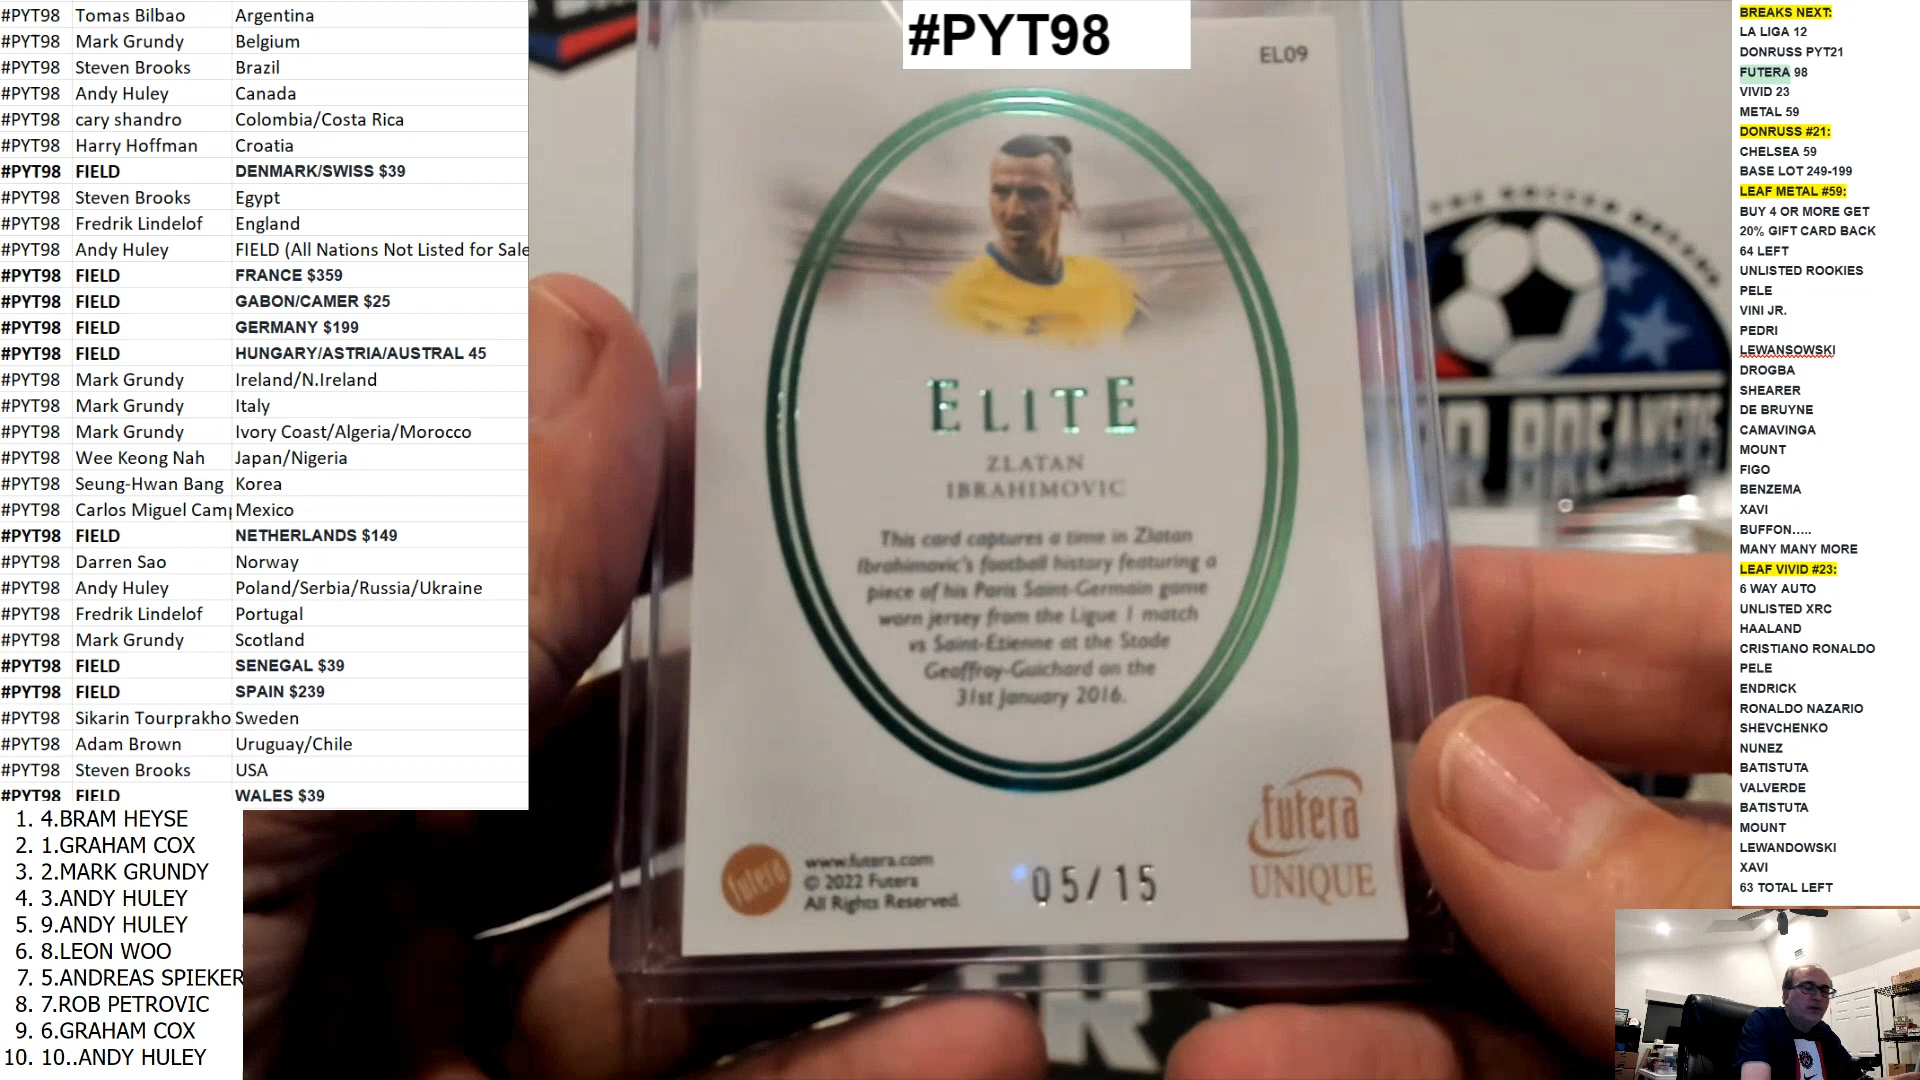 #PYT98 Tomas Bilbao Argentina
#PYT98 Mark Grundy Belgium
#PYT98 Steven Brooks Brazil
#PYT98 Andy Huley Canada
#PYT98 cary shandro Colombia/Costa Rica
#PYT98 Harry Hoffman Croatia
#PYT98 FIELD DENMARK/SWISS $39
#PYT98 Steven Brooks Egypt
#PYT98 Fredrik Lindelof England
#PYT98 Andy Huley FIELD (All Nations Not Listed for Sale
#PYT98 FIELD FRANCE $359
#PYT98 FIELD GABON/CAMER $25
#PYT98 FIELD GERMANY $199
#PYT98 FIELD HUNGARY/ASTRIA/AUSTRAL 45
#PYT98 Mark Grundy Ireland/N.Ireland
#PYT98 Mark Grundy Italy
#PYT98 Mark Grundy Ivory Coast/Algeria/Morocco
#PYT98 Wee Keong Nah Japan/Nigeria
#PYT98 Seung-Hwan Bang Korea
#PYT98 Carlos Miguel Camp Mexico
#PYT98 FIELD NETHERLANDS $149
#PYT98 Darren Sao Norway
#PYT98 Andy Huley Poland/Serbia/Russia/Ukraine
#PYT98 Fredrik Lindelof Portugal
#PYT98 Mark Grundy Scotland
#PYT98 FIELD SENEGAL $39
#PYT98 FIELD SPAIN $239
#PYT98 Sikarin Tourprakho Sweden
#PYT98 Adam Brown Uruguay/Chile
#PYT98 Steven Brooks USA
#PYT98 FIELD WALES $39
1. 4.BRAM HEYSE
2. 1.GRAHAM COX
3. 2.MARK GRUNDY
4. 3.ANDY HULEY
5. 9.ANDY HULEY
6. 8.LEON WOO
7. 5.ANDREAS SPIEKER
8. 7.ROB PETROVIC
9. 6.GRAHAM COX
10. 10..ANDY HULEY
#PYT98
EL09
ELITE
ZLATAN
IBRAHIMOVIC
This card captures a time in Zlatan
Ibrahimovic's football history featuring a
piece of his Paris Saint-Germain game
worn jersey from the Ligue 1 match
vs Saint-Etienne at the Stade
Geoffroy-Guichard on the
31st January 2016.
futera
www.futera.com
© 2022 Futera
All Rights Reserved.
05/15
futera
UNIQUE
BREAKERS
BREAKS NEXT:
LA LIGA 12
DONRUSS PYT21
FUTERA 98
VIVID 23
METAL 59
DONRUSS #21:
CHELSEA 59
BASE LOT 249-199
LEAF METAL #59:
BUY 4 OR MORE GET
20% GIFT CARD BACK
64 LEFT
UNLISTED ROOKIES
PELE
VINI JR.
PEDRI
LEWANSOWSKI
DROGBA
SHEARER
DE BRUYNE
CAMAVINGA
MOUNT
FIGO
BENZEMA
XAVI
BUFFON.....
MANY MANY MORE
LEAF VIVID #23:
6 WAY AUTO
UNLISTED XRC
HAALAND
CRISTIANO RONALDO
PELE
ENDRICK
RONALDO NAZARIO
SHEVCHENKO
NUNEZ
BATISTUTA
VALVERDE
BATISTUTA
MOUNT
LEWANDOWSKI
XAVI
63 TOTAL LEFT